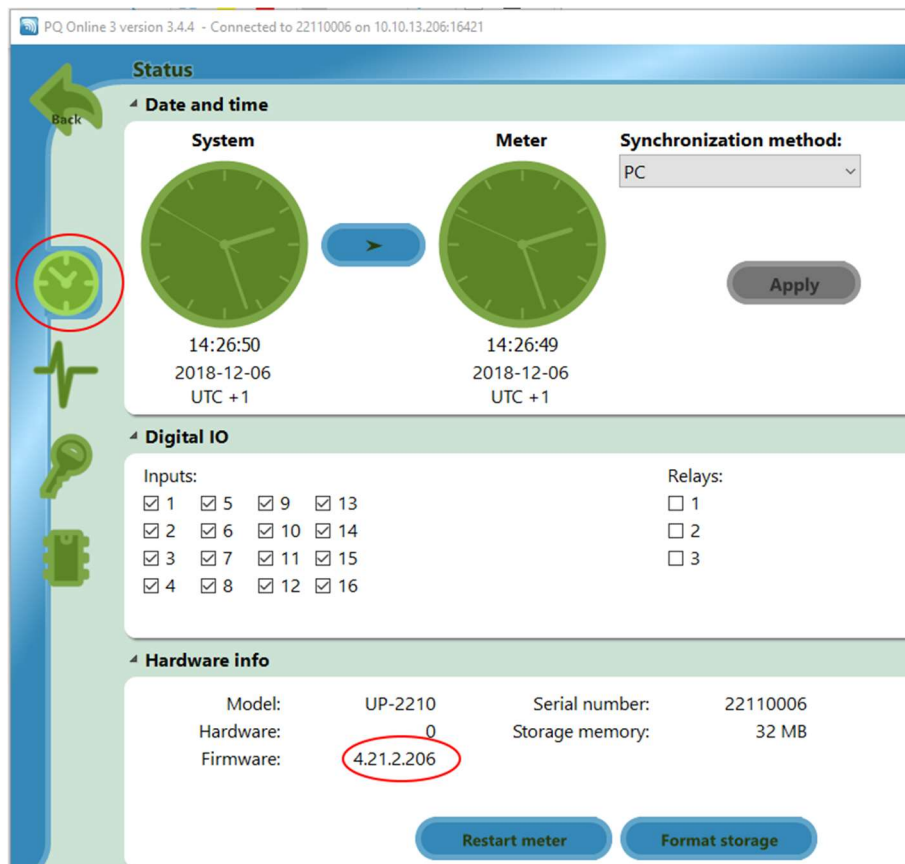 PQ Online 3 version 3.4.4 - Connected to 22110006 on 10.10.13.206:16421
Back
Status
Date and time
System
Meter
Synchronization method:
PC
Apply
14:26:50
14:26:49
2018-12-06
2018-12-06
UTC +1
UTC +1
Digital IO
Inputs:
Relays:
1 5 9 13
1
2 6 10 14
2
3 7 11 15
3
4 8 12 16
Hardware info
Model: UP-2210 Serial number: 22110006
Hardware: 0 Storage memory: 32 MB
Firmware: 4.21.2.206
Restart meter
Format storage